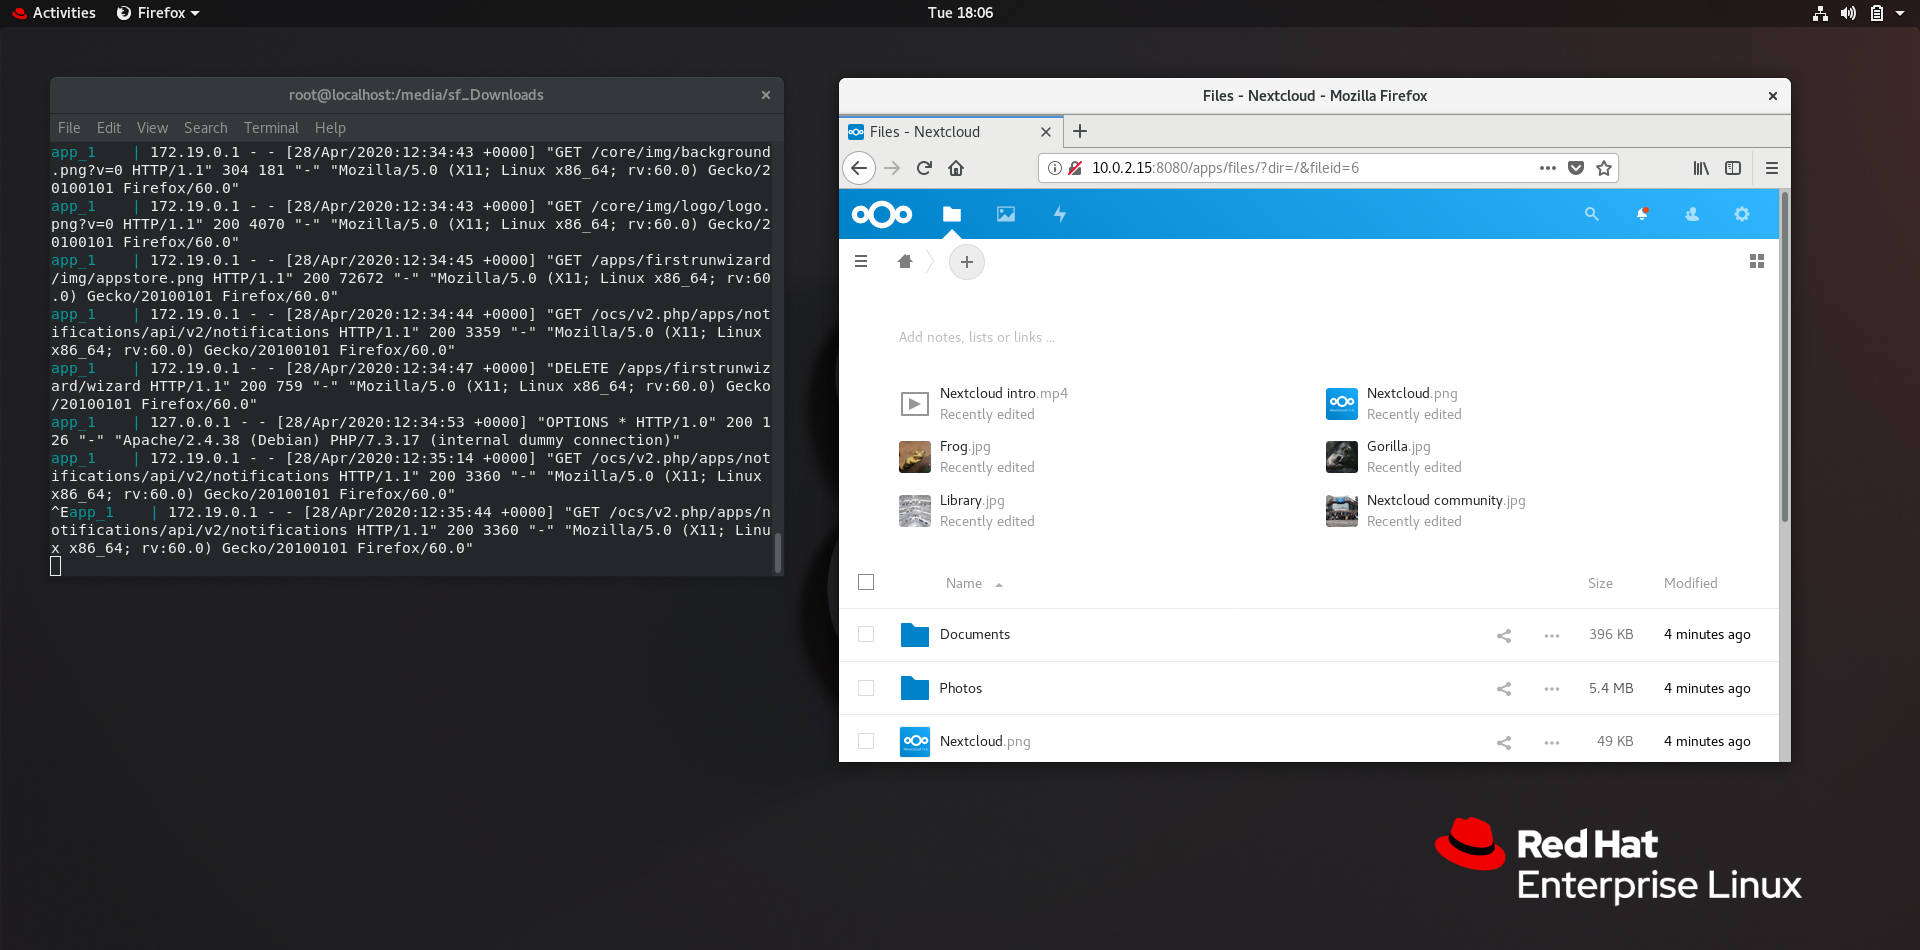 Activities
Firefox
Tue 18:06
root@localhost:/media/sf_Downloads
File Edit View Search Terminal Help
app_1    | 172.19.0.1 - - [28/Apr/2020:12:34:43 +0000] "GET /core/img/background
.png?v=0 HTTP/1.1" 304 181 "-" "Mozilla/5.0 (X11; Linux x86_64; rv:60.0) Gecko/2
0100101 Firefox/60.0"
app_1    | 172.19.0.1 - - [28/Apr/2020:12:34:43 +0000] "GET /core/img/logo/logo.
png?v=0 HTTP/1.1" 200 4070 "-" "Mozilla/5.0 (X11; Linux x86_64; rv:60.0) Gecko/2
0100101 Firefox/60.0"
app_1    | 172.19.0.1 - - [28/Apr/2020:12:34:45 +0000] "GET /apps/firstrunwizard
/img/appstore.png HTTP/1.1" 200 72672 "-" "Mozilla/5.0 (X11; Linux x86_64; rv:60
.0) Gecko/20100101 Firefox/60.0"
app_1    | 172.19.0.1 - - [28/Apr/2020:12:34:44 +0000] "GET /ocs/v2.php/apps/not
ifications/api/v2/notifications HTTP/1.1" 200 3359 "-" "Mozilla/5.0 (X11; Linux 
x86_64; rv:60.0) Gecko/20100101 Firefox/60.0"
app_1    | 172.19.0.1 - - [28/Apr/2020:12:34:47 +0000] "DELETE /apps/firstrunwiz
ard/wizard HTTP/1.1" 200 759 "-" "Mozilla/5.0 (X11; Linux x86_64; rv:60.0) Gecko
/20100101 Firefox/60.0"
app_1    | 127.0.0.1 - - [28/Apr/2020:12:34:53 +0000] "OPTIONS * HTTP/1.0" 200 1
26 "-" "Apache/2.4.38 (Debian) PHP/7.3.17 (internal dummy connection)"
app_1    | 172.19.0.1 - - [28/Apr/2020:12:35:14 +0000] "GET /ocs/v2.php/apps/not
ifications/api/v2/notifications HTTP/1.1" 200 3360 "-" "Mozilla/5.0 (X11; Linux 
x86_64; rv:60.0) Gecko/20100101 Firefox/60.0"
^Eapp_1    | 172.19.0.1 - - [28/Apr/2020:12:35:44 +0000] "GET /ocs/v2.php/apps/n
otifications/api/v2/notifications HTTP/1.1" 200 3360 "-" "Mozilla/5.0 (X11; Linu
x x86_64; rv:60.0) Gecko/20100101 Firefox/60.0"
Files - Nextcloud - Mozilla Firefox
Files - Nextcloud
10.0.2.15:8080/apps/files/?dir=/&fileid=6
Add notes, lists or links ...
Nextcloud intro.mp4
Recently edited
Nextcloud.png
Recently edited
Frog.jpg
Recently edited
Gorilla.jpg
Recently edited
Library.jpg
Recently edited
Nextcloud community.jpg
Recently edited
Name Size Modified
Documents 396 KB 4 minutes ago
Photos 5.4 MB 4 minutes ago
Nextcloud.png 49 KB 4 minutes ago
Red Hat
Enterprise Linux